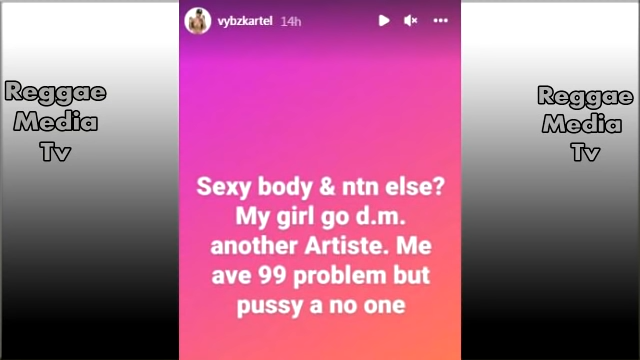 vybzkartel 14h
Reggae
Media
Tv
Sexy body & ntn else?
My girl go d.m.
another Artiste. Me
ave 99 problem but
pussy a no one
Reggae
Media
Tv